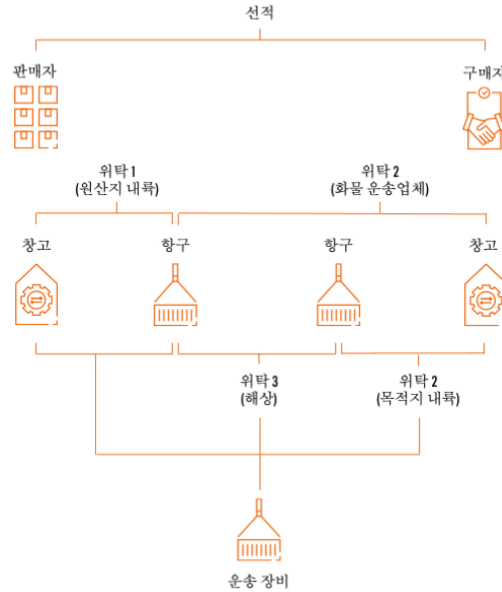 선적
판매자
구매자
위탁 1
(원산지 내륙)
위탁 2
(화물 운송업체)
창고
항구
항구
창고
위탁 3
(해상)
위탁 2
(목적지 내륙)
운송 장비